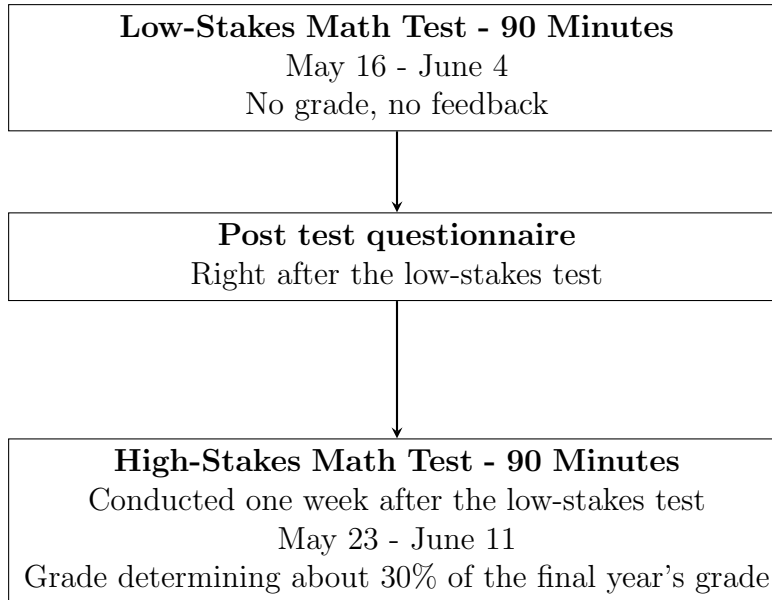 Low-Stakes Math Test - 90 Minutes
May 16 - June 4
No grade, no feedback
Post test questionnaire
Right after the low-stakes test
High-Stakes Math Test - 90 Minutes
Conducted one week after the low-stakes test
May 23 - June 11
Grade determining about 30% of the final year's grade